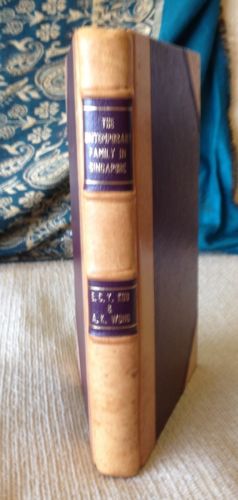 THE
CONTEMPORARY
FAMILY IN
SINGAPORE
E. C. Y. KUO
&
A. K. WONG